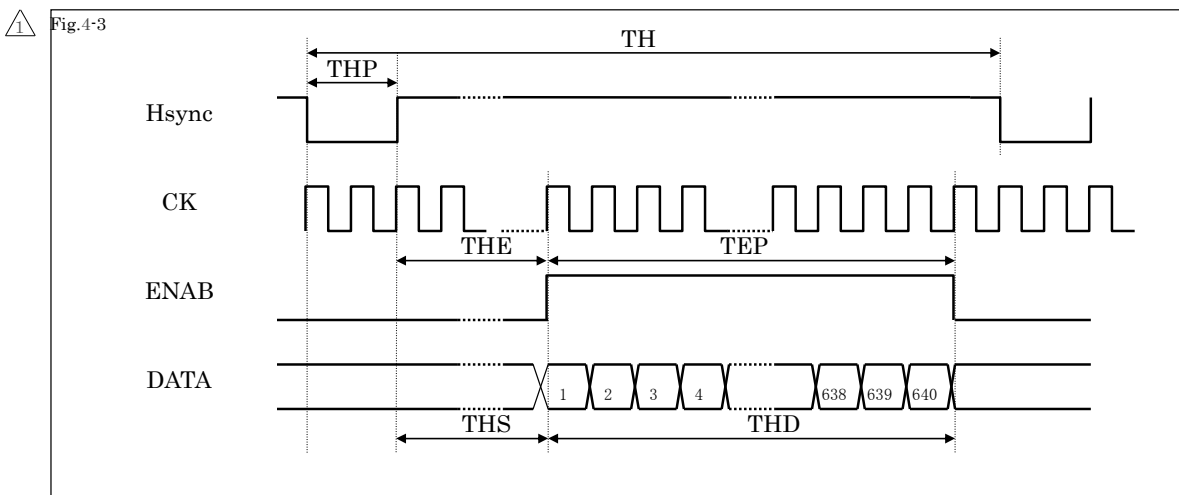 1
Fig.4-3
TH
THP
Hsync
CK
THE TEP
ENAB
DATA
1 2 3 4 638 639 640
THS THD